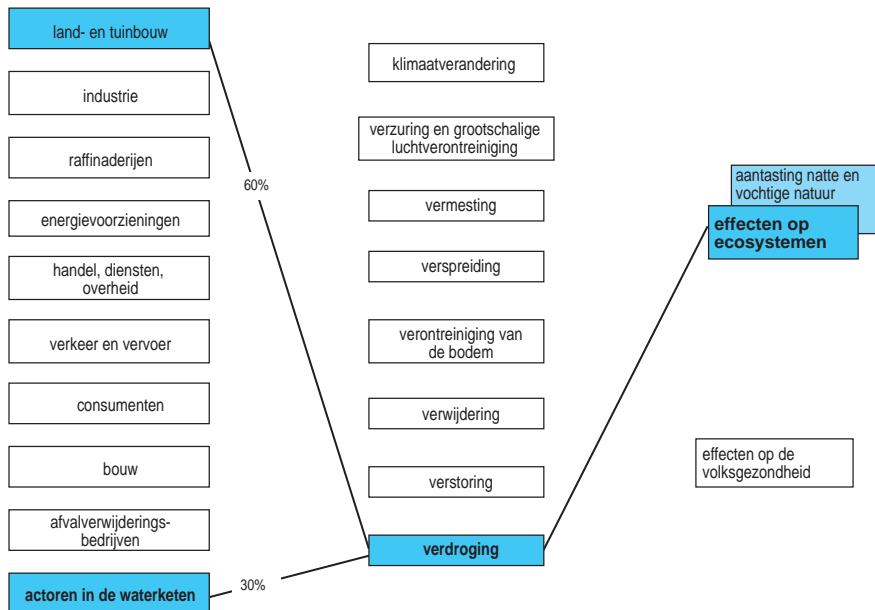 land- en tuinbouw
industrie
raffinaderijen
energievoorzieningen
handel, diensten,
overheid
verkeer en vervoer
consumenten
bouw
afvalverwijderings-
bedrijven
actoren in de waterketen
60%
30%
klimaatverandering
verzuring en grootschalige
luchtverontreiniging
vermesting
verspreiding
verontreiniging van
de bodem
verwijdering
verstoring
verdroging
aantasting natte en
vochtige natuur
effecten op
ecosystemen
effecten op de
volksgezondheid